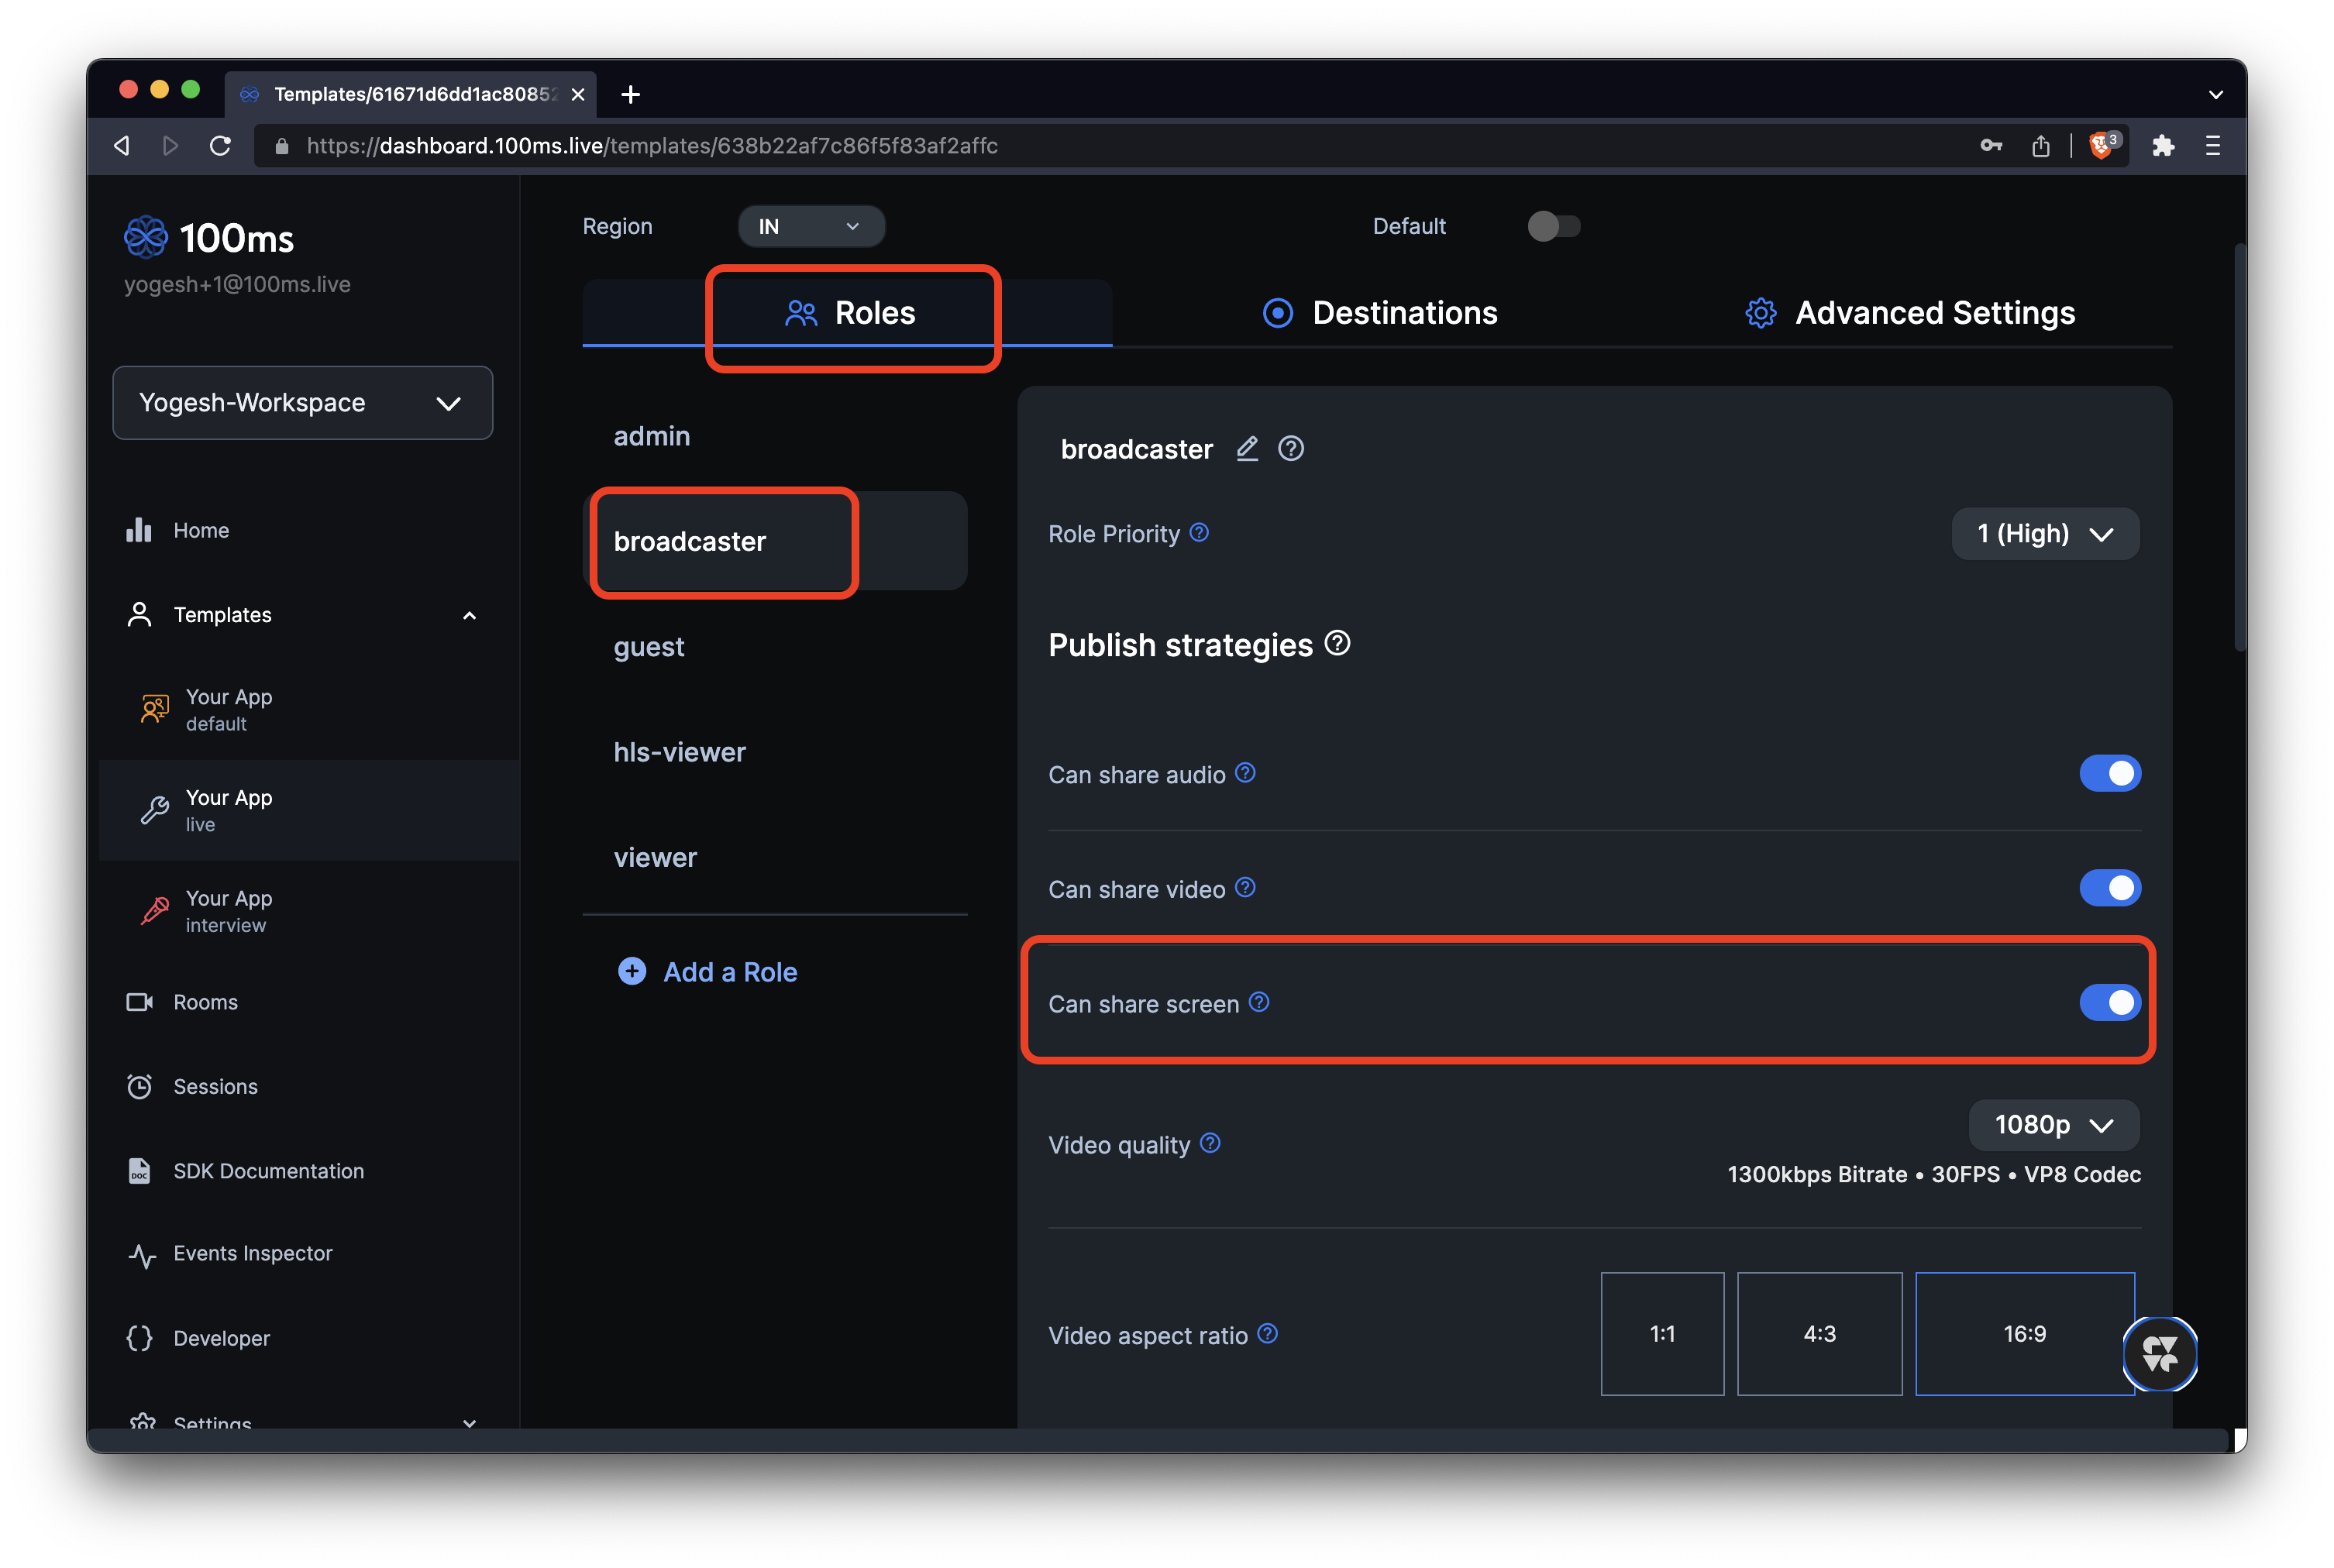 Templates/61671d6dd1ac8085
https://dashboard.100ms.live/templates/638b22af7c86f5f83af2affc
3
100ms
yogesh+1@100ms.live
Yogesh-Workspace
Home
Templates
Your App
default
Your App
live
Your App
interview
Rooms
Sessions
DOC
SDK Documentation
Events Inspector
Developer
Settings
Region
IN
Default
Roles
Destinations
Advanced Settings
admin
broadcaster
guest
hls-viewer
viewer
Add a Role
broadcaster
Role Priority
1 (High)
Publish strategies
Can share audio
Can share video
Can share screen
Video quality
1080p
1300kbps Bitrate • 30FPS • VP8 Codec
Video aspect ratio
1:1
4:3
16:9